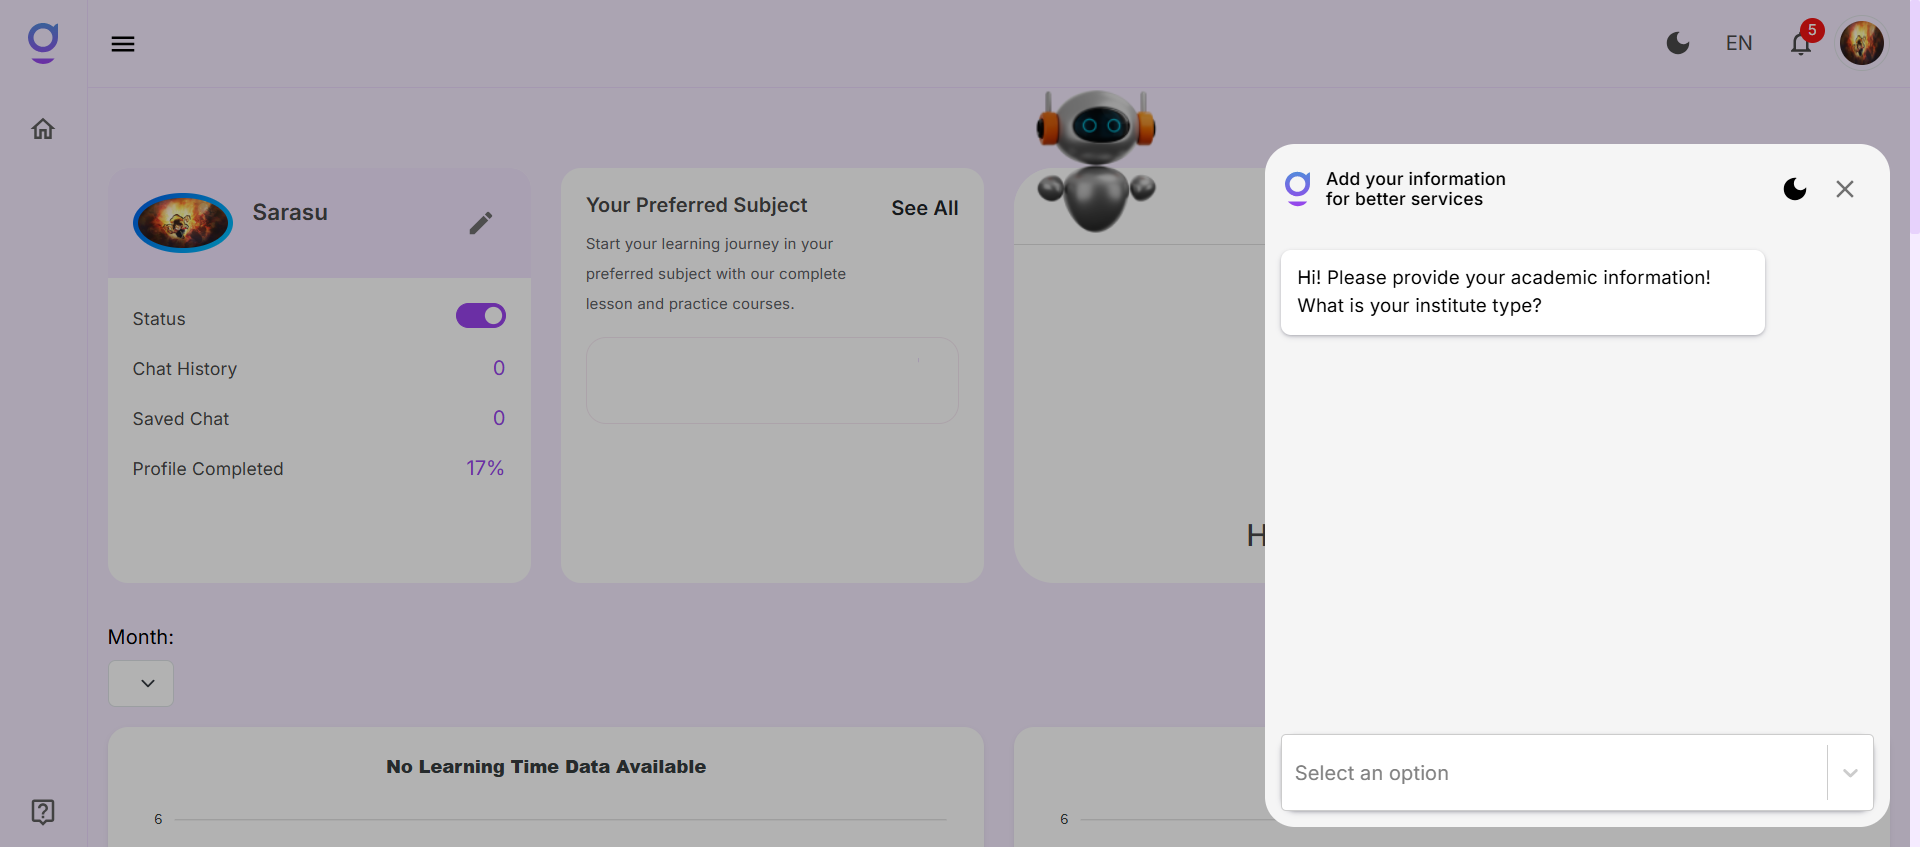 EN
5
Sarasu
Status
Chat History 0
Saved Chat 0
Profile Completed 17%
Your Preferred Subject
See All
Start your learning journey in your
preferred subject with our complete
lesson and practice courses.
H
Add your information
for better services
Hi! Please provide your academic information!
What is your institute type?
Select an option
Month:
No Learning Time Data Available
6
6